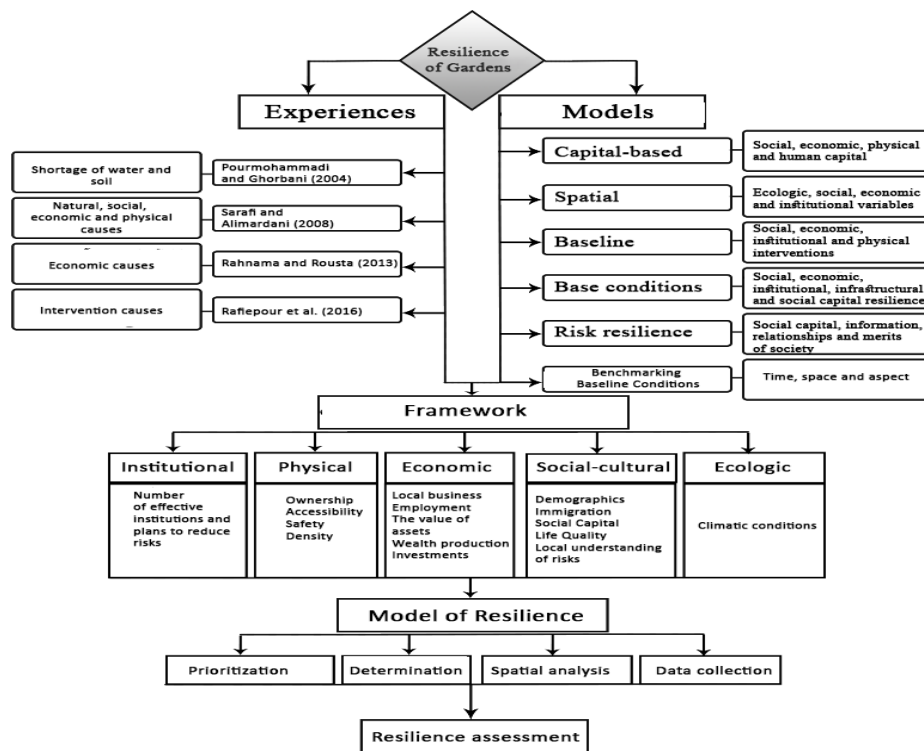 Resilience
of Gardens
Experiences
Models
Shortage of water and
soil
Pourmohammadi
and Ghorbani (2004)
Natural, social,
economic and physical
causes
Sarafi and
Alimardani (2008)
Economic causes
Rahnama and Rousta (2013)
Intervention causes
Rafiepour et al. (2016)
Capital-based
Social, economic, physical
and human capital
Spatial
Ecologic, social, economic
and institutional variables
Baseline
Social, economic,
institutional and physical
interventions
Base conditions
Social, economic,
institutional, infrastructural
and social capital resilience
Risk resilience
Social capital, information,
relationships and merits
of society
Benchmarking
Baseline Conditions
Time, space and aspect
Framework
Institutional
Number
of effective
institutions and
plans to reduce
risks
Physical
Ownership
Accessibility
Safety
Density
Economic
Local business
Employment
The value of
assets
Wealth production
Investments
Social-cultural
Demographics
Immigration
Social Capital
Life Quality
Local understanding
of risks
Ecologic
Climatic conditions
Model of Resilience
Prioritization
Determination
Spatial analysis
Data collection
Resilience assessment